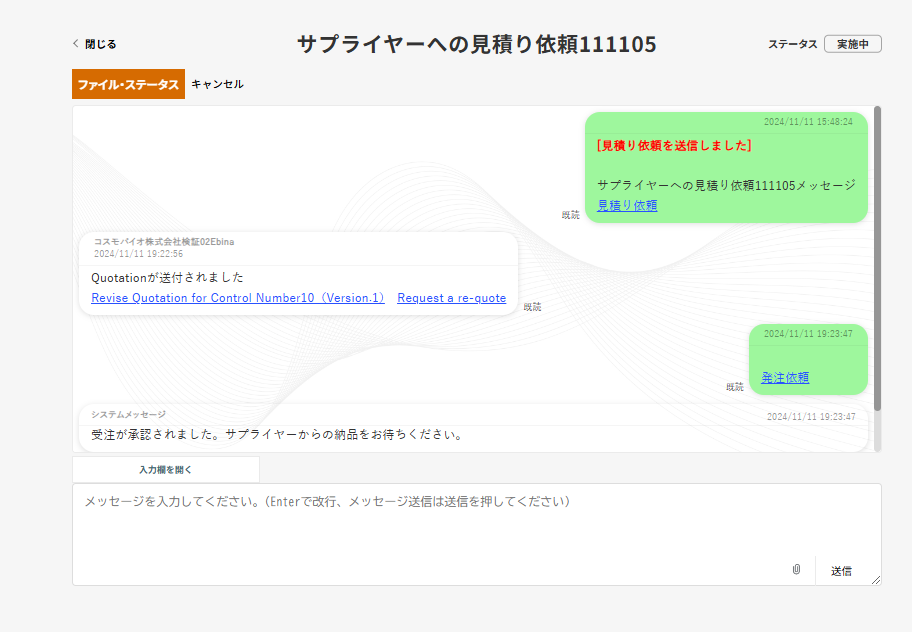 閉じる
サプライヤーへの見積り依頼111105
ステータス 実施中
ファイル・ステータス キャンセル
2024/11/11 15:48:24
[見積り依頼を送信しました]
サプライヤーへの見積り依頼111105メッセージ
見積り依頼
既読
コスモバイオ株式会社検証02Ebina
2024/11/11 19:22:56
Quotationが送付されました
Revise Quotation for Control Number10（Version.1） Request a re-quote
既読
2024/11/11 19:23:47
発注依頼
既読
システムメッセージ
2024/11/11 19:23:47
受注が承認されました。サプライヤーからの納品をお待ちください。
入力欄を開く
メッセージを入力してください。（Enterで改行、メッセージ送信は送信を押してください）
送信